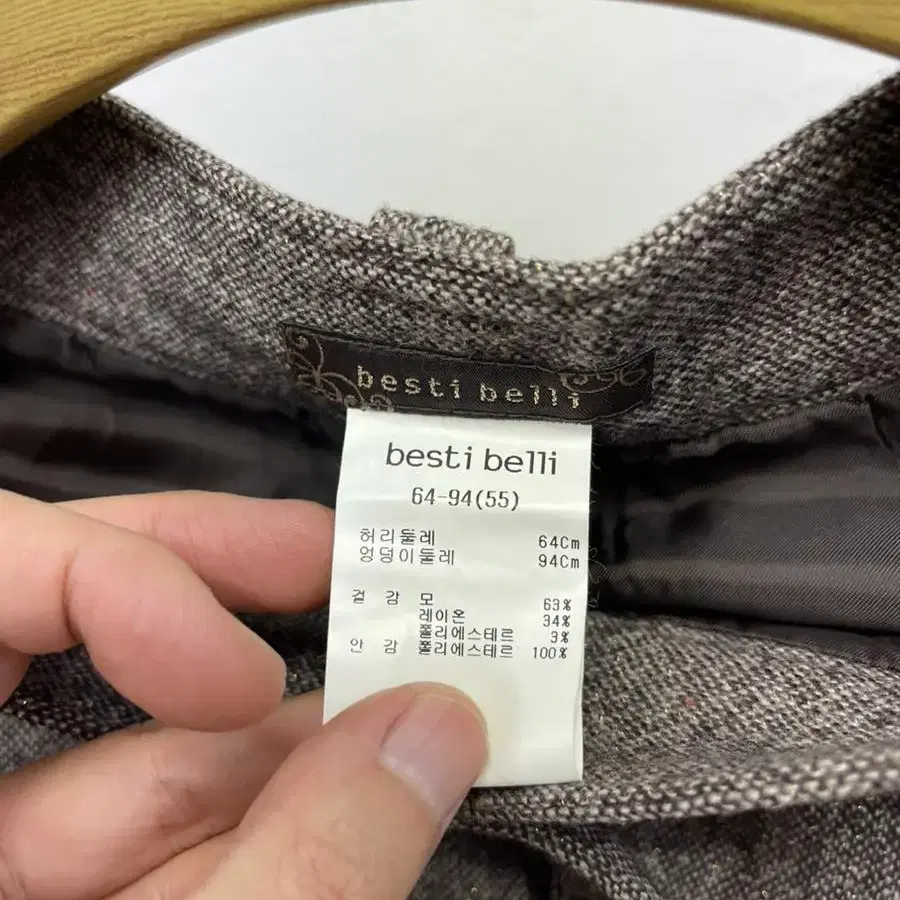 besti belli
besti belli
64-94(55)
허리둘레 64Cm
엉덩이둘레 94Cm
겉 감 모 63%
레이온 34%
폴리에스테르 3%
안 감 폴리에스테르 100%